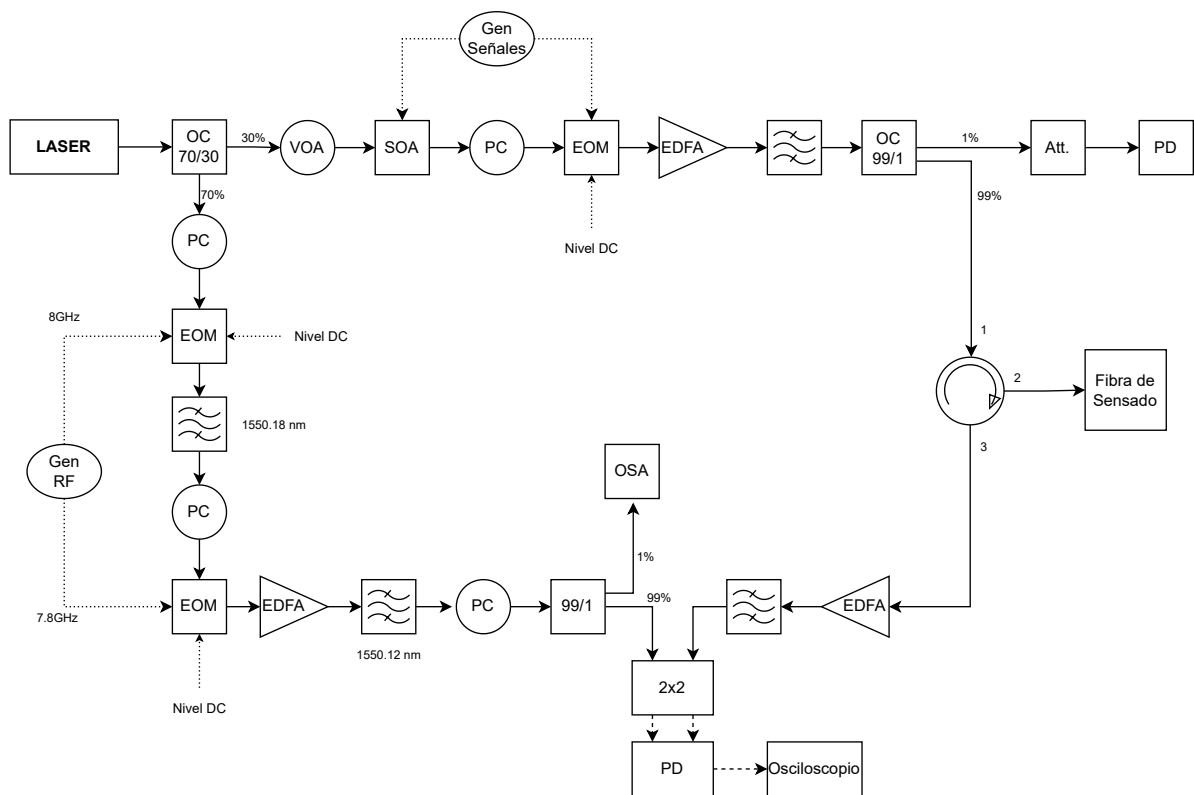 Gen
Señales
LASER
OC
70/30
30%
VOA
SOA
PC
EOM
EDFA
OC
99/1
1%
Att.
PD
70%
99%
PC
Nivel DC
8GHz
EOM
Nivel DC
1
2
Fibra de
Sensado
3
1550.18 nm
Gen
RF
OSA
PC
1%
7.8GHz
EOM
EDFA
PC
99/1
99%
EDFA
1550.12 nm
2x2
Nivel DC
PD
Osciloscopio